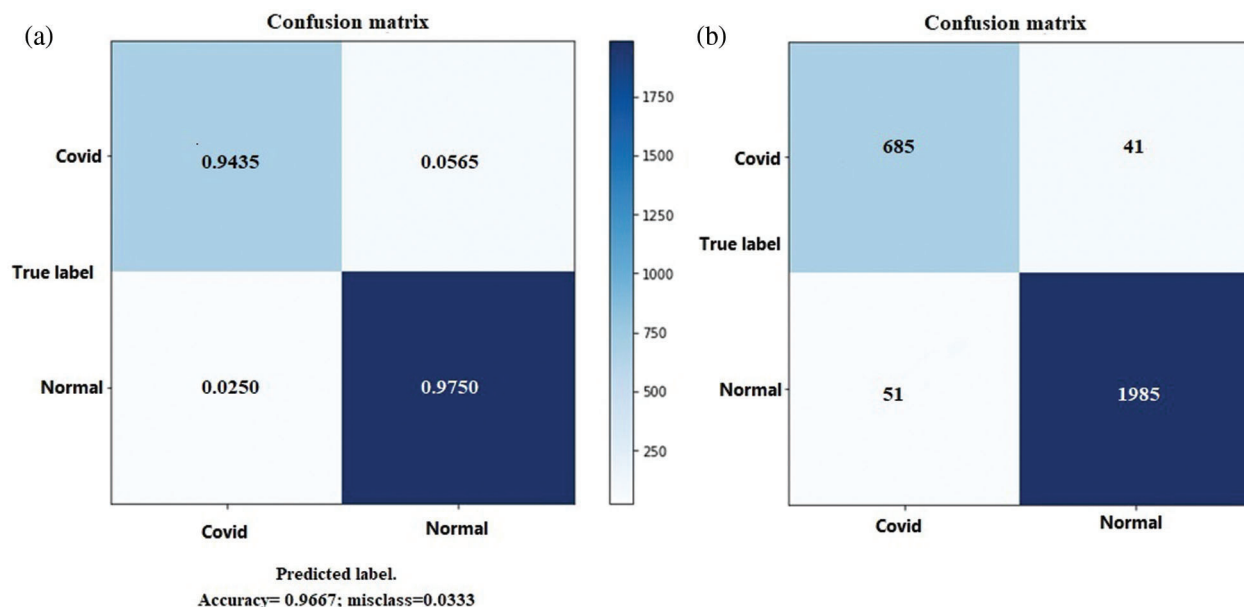 (a)
Confusion matrix
Covid
0.9435
0.0565
True label
Normal
0.0250
0.9750
Covid
Normal
Predicted label.
Accuracy= 0.9667; misclass=0.0333
1750
1500
1250
1000
750
500
250
(b)
Confusion matrix
Covid
685
41
True label
Normal
51
1985
Covid
Normal